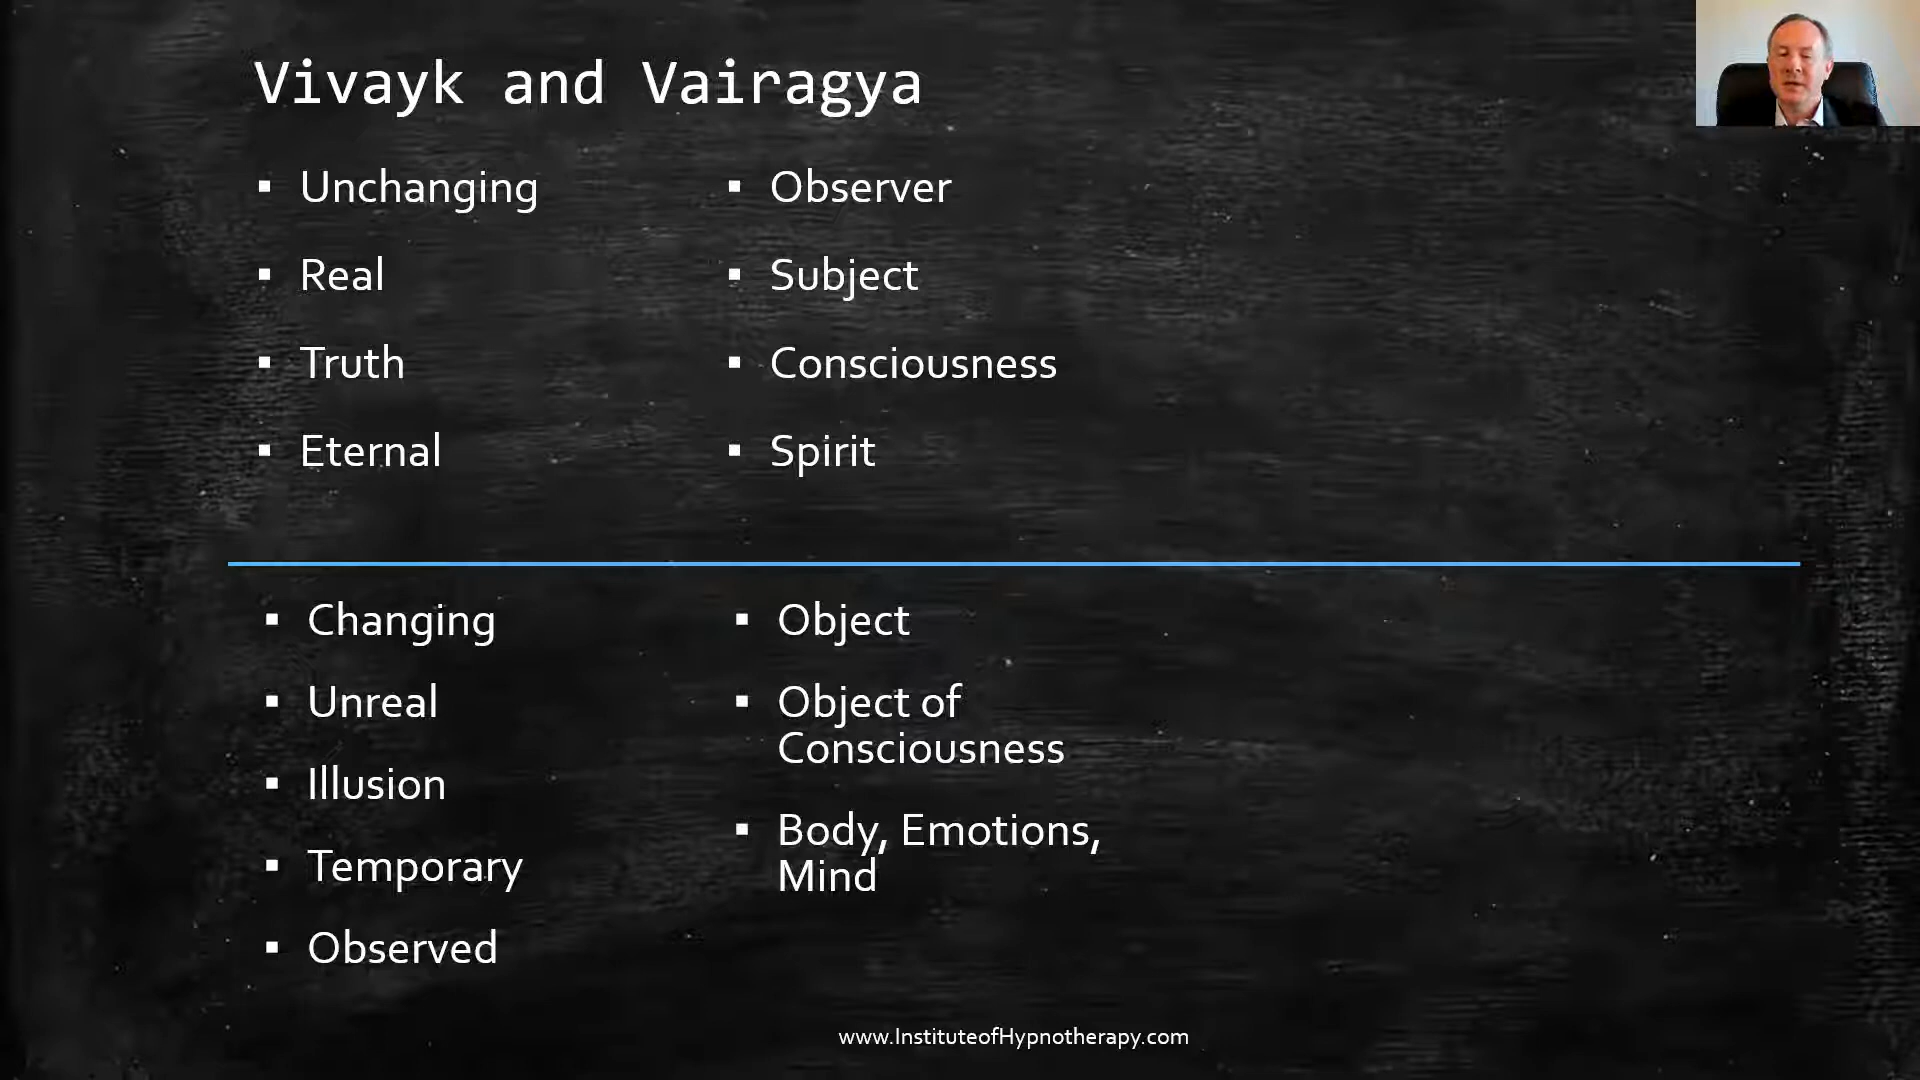 Vivayk and Vairagya
▪ Unchanging
▪ Real
▪ Truth
▪ Eternal
▪ Observer
▪ Subject
▪ Consciousness
▪ Spirit
▪ Changing
▪ Unreal
▪ Illusion
▪ Temporary
▪ Observed
▪ Object
▪ Object of
Consciousness
▪ Body, Emotions,
Mind
www.InstituteofHypnotherapy.com